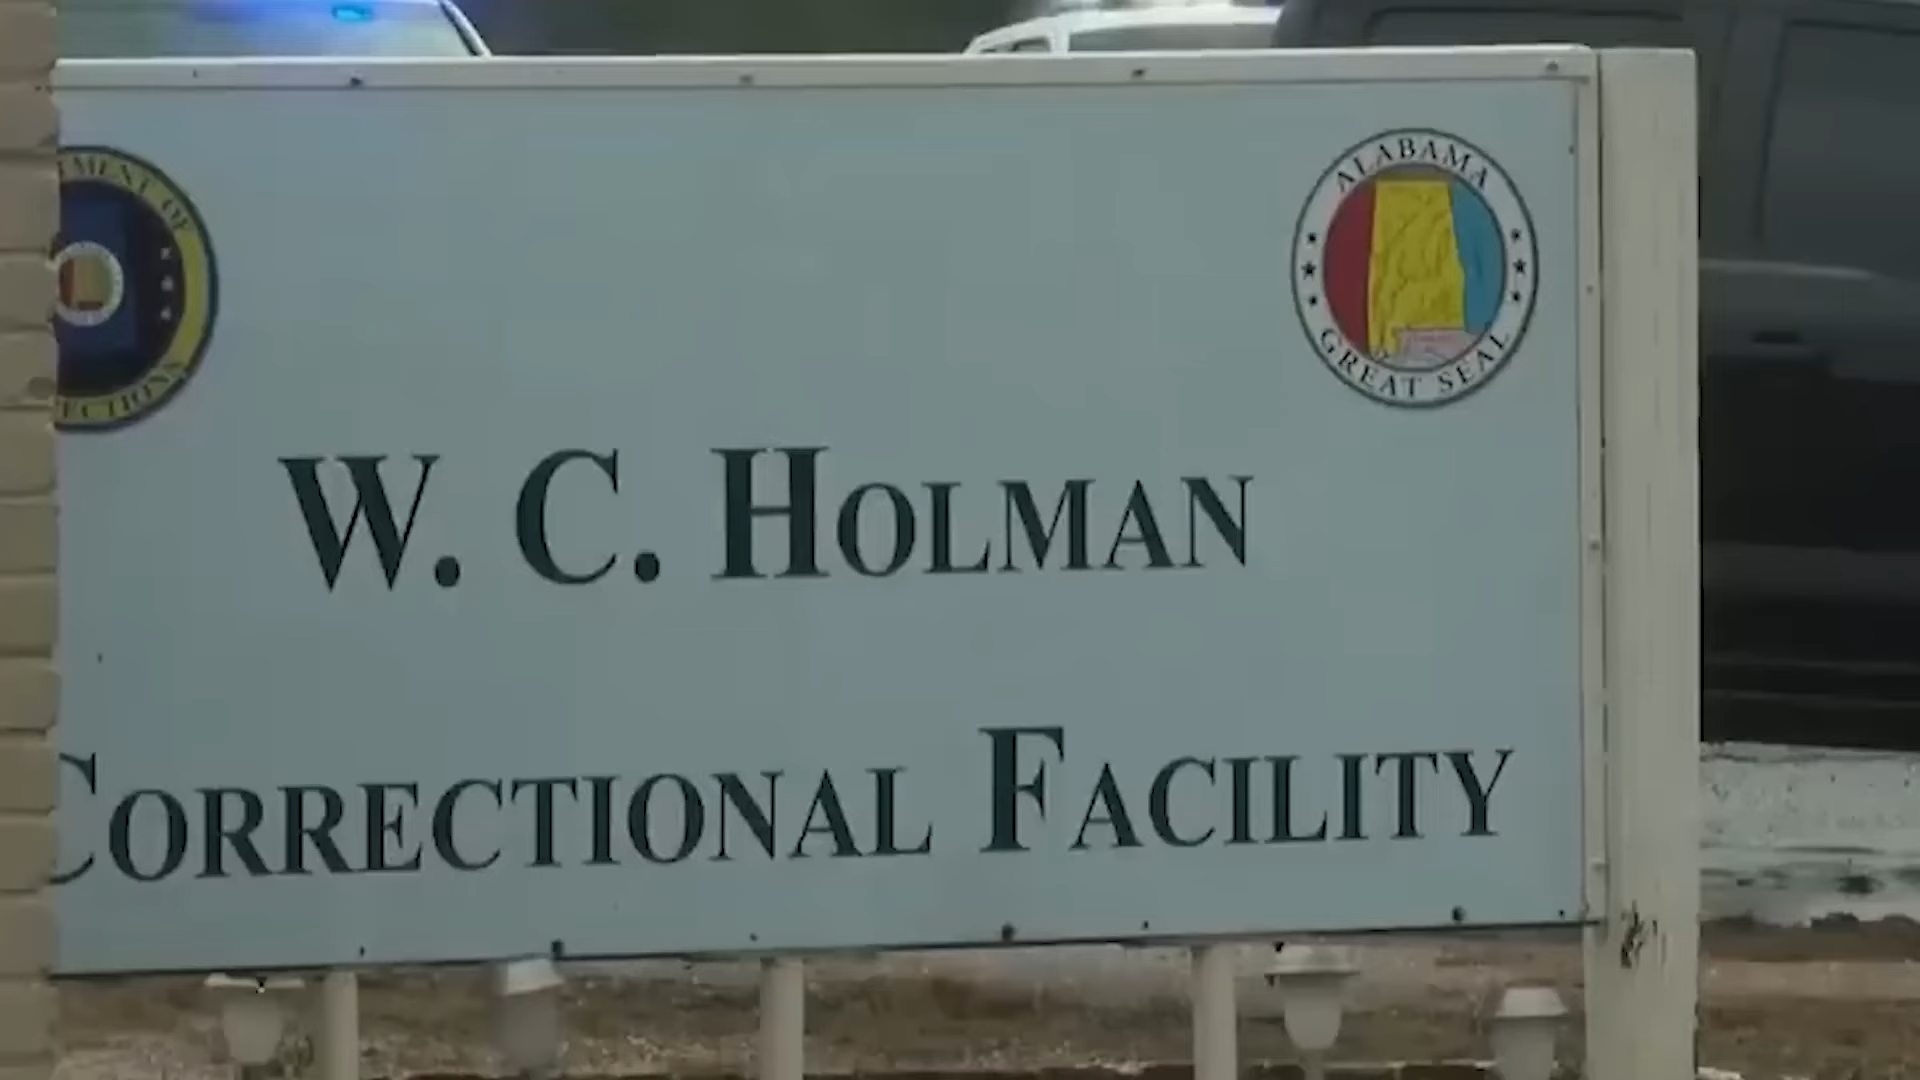 ALABAMA
GREAT SEAL
W. C. HOLMAN
CORRECTIONAL FACILITY